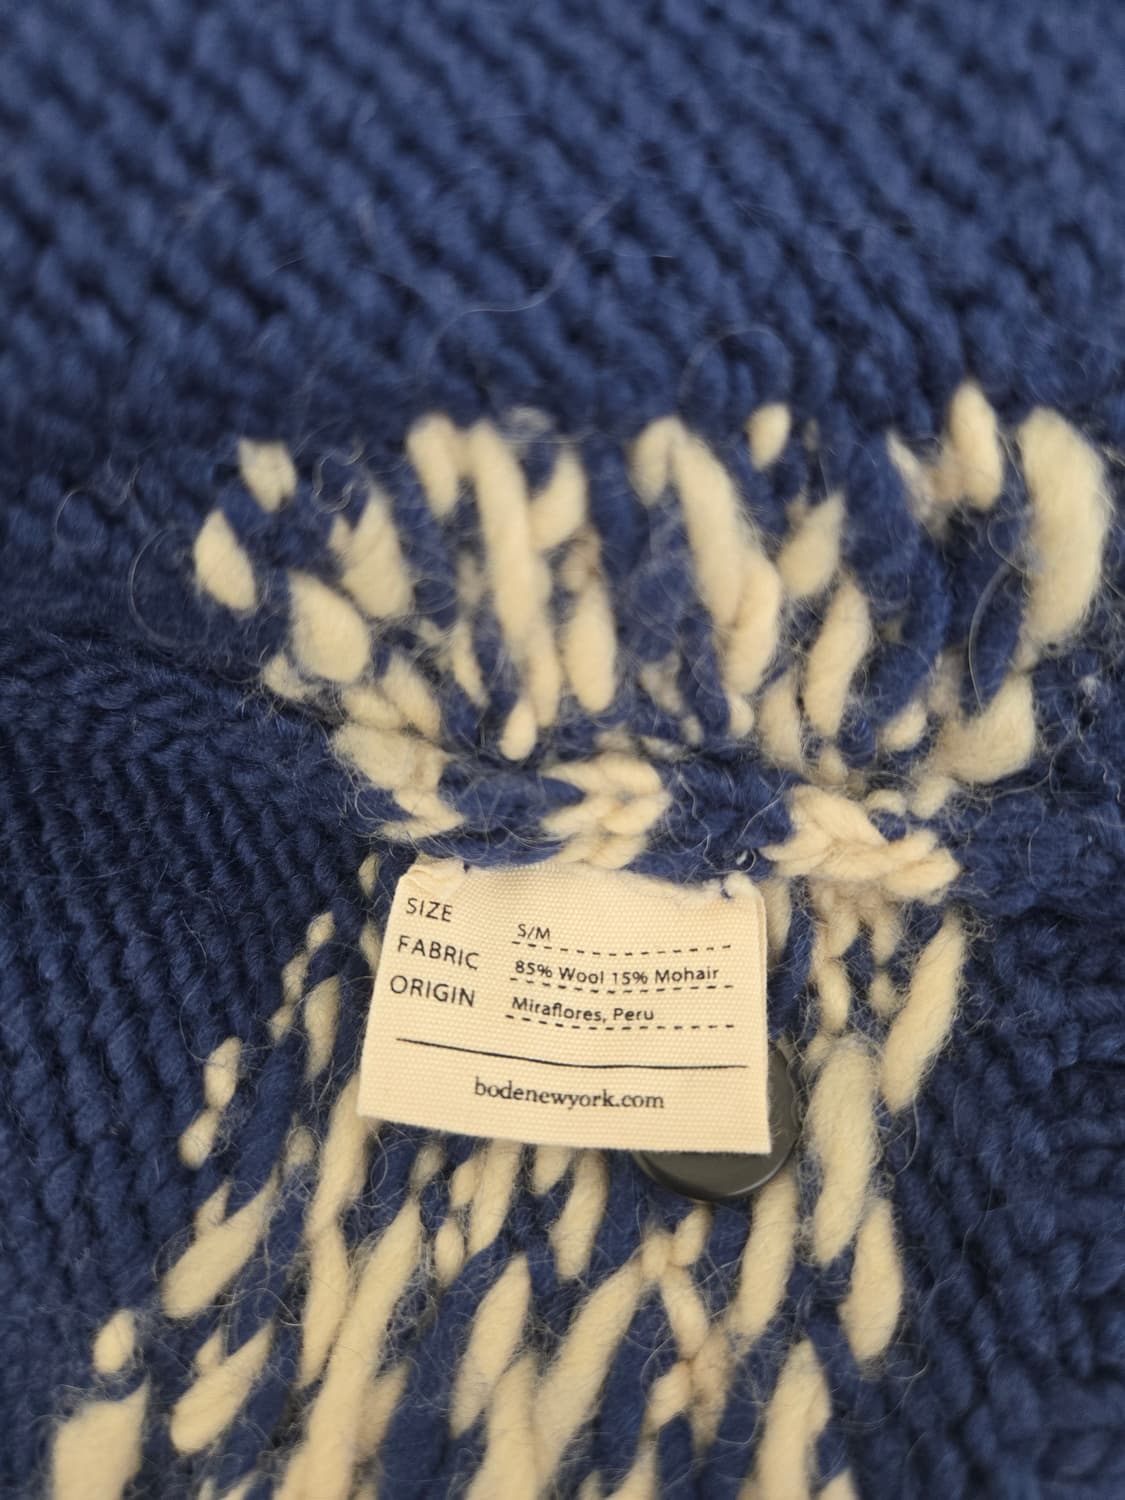 SIZE S/M
FABRIC 85% Wool 15% Mohair
ORIGIN Miraflores, Peru
bodenewyork.com